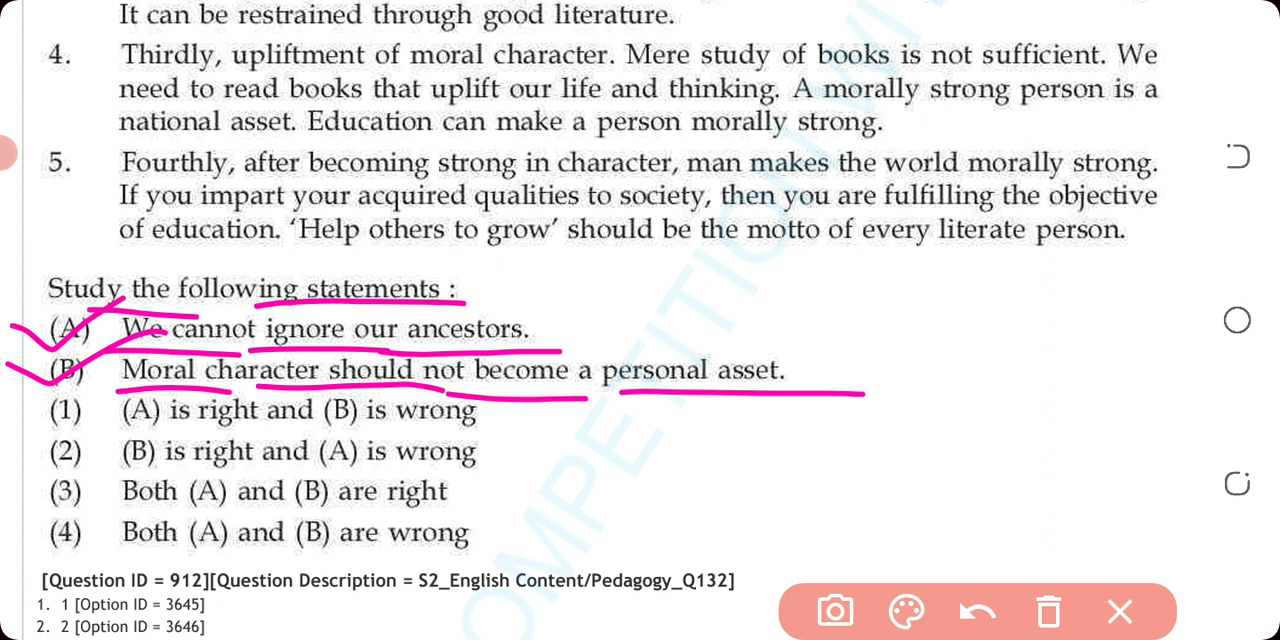 It can be restrained through good literature.
4. Thirdly, upliftment of moral character. Mere study of books is not sufficient. We
need to read books that uplift our life and thinking. A morally strong person is a
national asset. Education can make a person morally strong.
5. Fourthly, after becoming strong in character, man makes the world morally strong.
If you impart your acquired qualities to society, then you are fulfilling the objective
of education. ‘Help others to grow’ should be the motto of every literate person.
Study the following statements :
(A) We cannot ignore our ancestors.
(B) Moral character should not become a personal asset.
(1) (A) is right and (B) is wrong
(2) (B) is right and (A) is wrong
(3) Both (A) and (B) are right
(4) Both (A) and (B) are wrong
[Question ID = 912][Question Description = S2_English Content/Pedagogy_Q132]
1. 1 [Option ID = 3645]
2. 2 [Option ID = 3646]